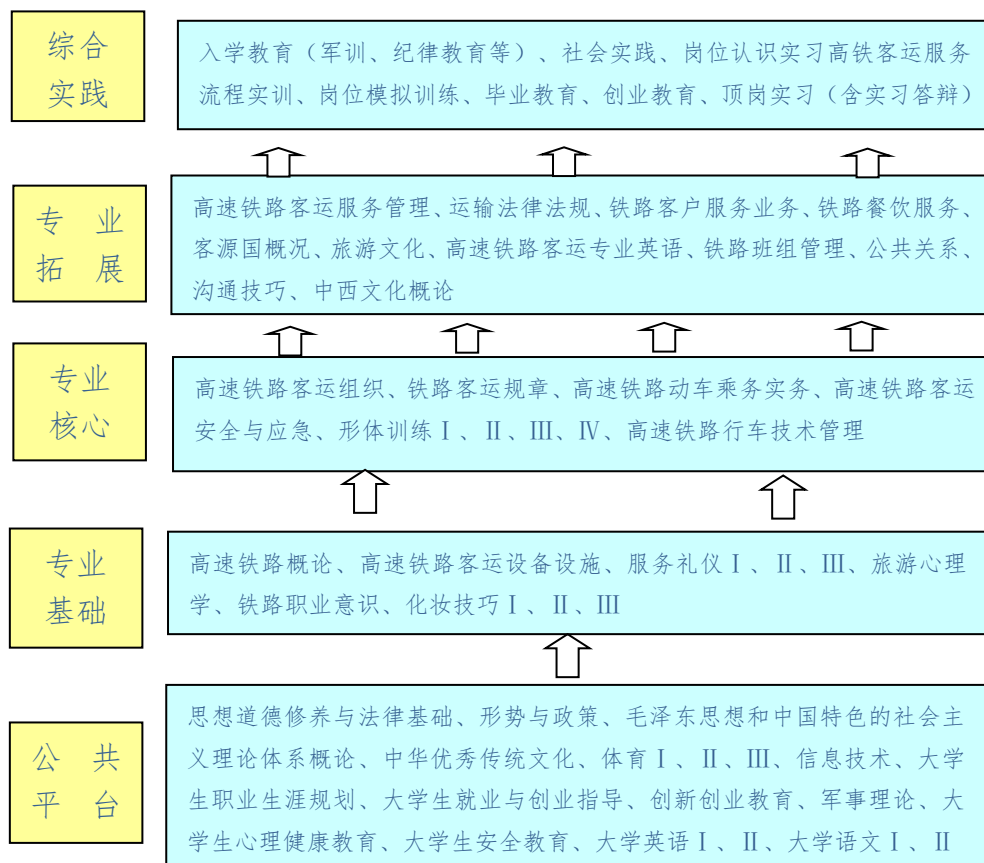 综合
实践
入学教育（军训、纪律教育等）、社会实践、岗位认识实习高铁客运服务
流程实训、岗位模拟训练、毕业教育、创业教育、顶岗实习（含实习答辩）
专 业
拓 展
高速铁路客运服务管理、运输法律法规、铁路客户服务业务、铁路餐饮服务、
客源国概况、旅游文化、高速铁路客运专业英语、铁路班组管理、公共关系、
沟通技巧、中西文化概论
专业
核心
高速铁路客运组织、铁路客运规章、高速铁路动车乘务实务、高速铁路客运
安全与应急、形体训练Ⅰ、Ⅱ、Ⅲ、Ⅳ、高速铁路行车技术管理
专业
基础
高速铁路概论、高速铁路客运设备设施、服务礼仪Ⅰ、Ⅱ、Ⅲ、旅游心理
学、铁路职业意识、化妆技巧Ⅰ、Ⅱ、Ⅲ
公 共
平 台
思想道德修养与法律基础、形势与政策、毛泽东思想和中国特色的社会主
义理论体系概论、中华优秀传统文化、体育Ⅰ、Ⅱ、Ⅲ、信息技术、大学
生职业生涯规划、大学生就业与创业指导、创新创业教育、军事理论、大
学生心理健康教育、大学生安全教育、大学英语Ⅰ、Ⅱ、大学语文Ⅰ、Ⅱ